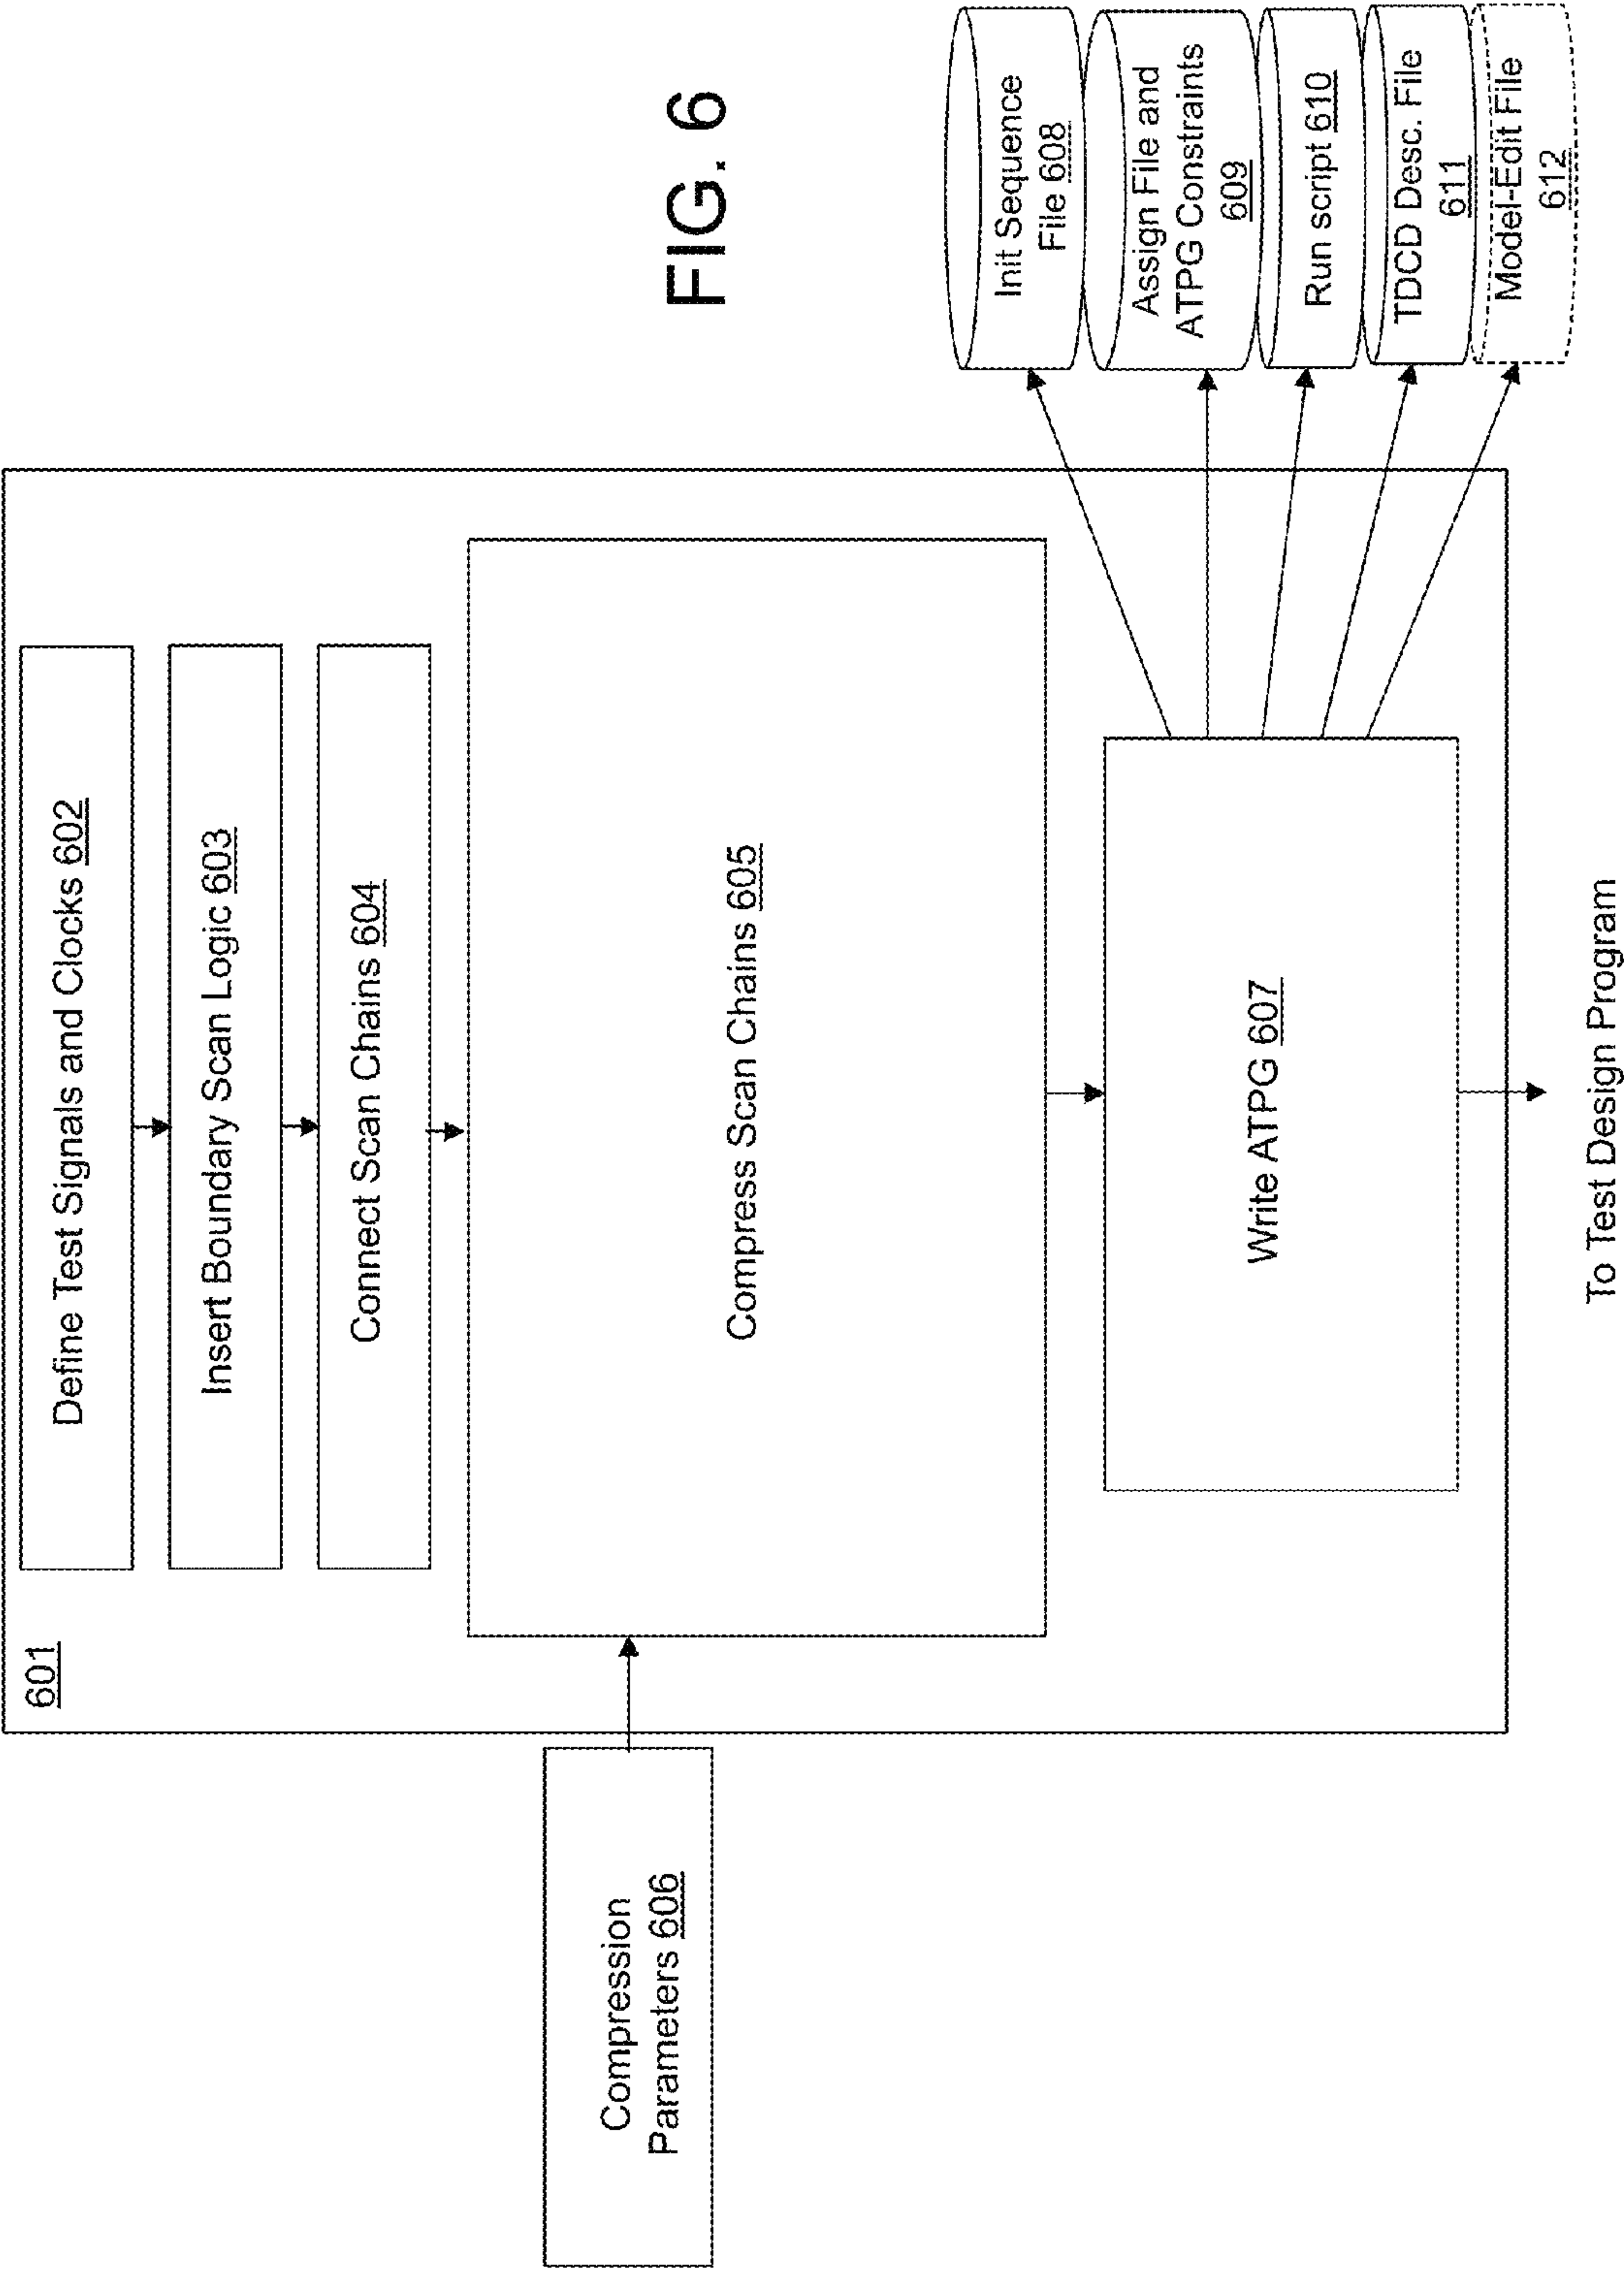 601
Define Test Signals and Clocks 602
Insert Boundary Scan Logic 603
Connect Scan Chains 604
Compression
Parameters 606
Compress Scan Chains 605
Write ATPG 607
FIG. 6
Init Sequence
File 608
Assign File and
ATPG Constraints
609
Run script 610
TDCD Desc. File
611
Model-Edit File
612
To Test Design Program